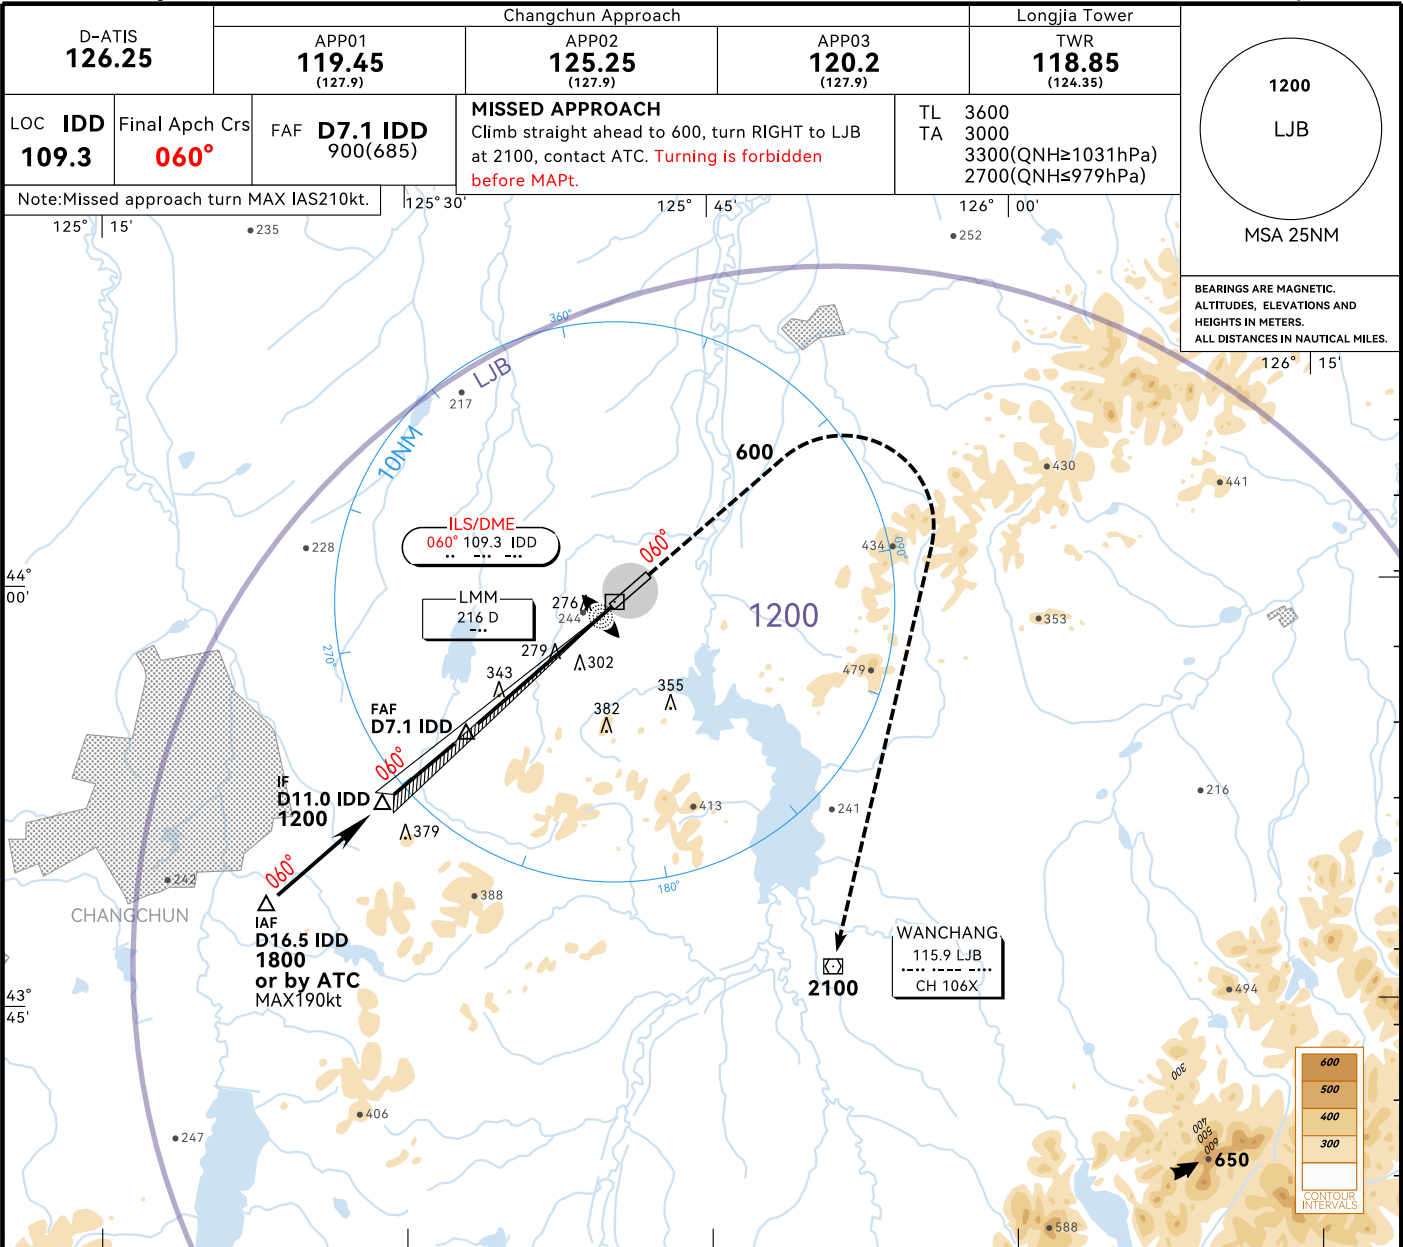 Changchun Approach
Longjia Tower
D-ATIS
126.25
APP01
119.45
(127.9)
APP02
125.25
(127.9)
APP03
120.2
(127.9)
TWR
118.85
(124.35)
LOC IDD
109.3
Final Apch Crs
060°
FAF D7.1 IDD
900(685)
MISSED APPROACH
Climb straight ahead to 600, turn RIGHT to LJB
at 2100, contact ATC. Turning is forbidden
before MAPt.
TL 3600
TA 3000
3300(QNH≥1031hPa)
2700(QNH≤979hPa)
1200
LJB
MSA 25NM
BEARINGS ARE MAGNETIC.
ALTITUDES, ELEVATIONS AND
HEIGHTS IN METERS.
ALL DISTANCES IN NAUTICAL MILES.
Note:Missed approach turn MAX IAS210kt.
125° 15'
125° 30'
125° 45'
126° 00'
126° 15'
235
252
360°
LJB
217
10NM
600
430
441
ILS/DME
060° 109.3 IDD
060°
228
434
090°
44°
00'
LMM
216 D
276
244
1200
353
279
302
270°
343
355
479
FAF
D7.1 IDD
382
060°
IF
D11.0 IDD
1200
379
413
241
216
060°
242
180°
388
CHANGCHUN
IAF
D16.5 IDD
1800
or by ATC
MAX190kt
WANCHANG
115.9 LJB
CH 106X
2100
494
43°
45'
300
406
247
400
500
600
650
588
600
500
400
300
CONTOUR
INTERVALS